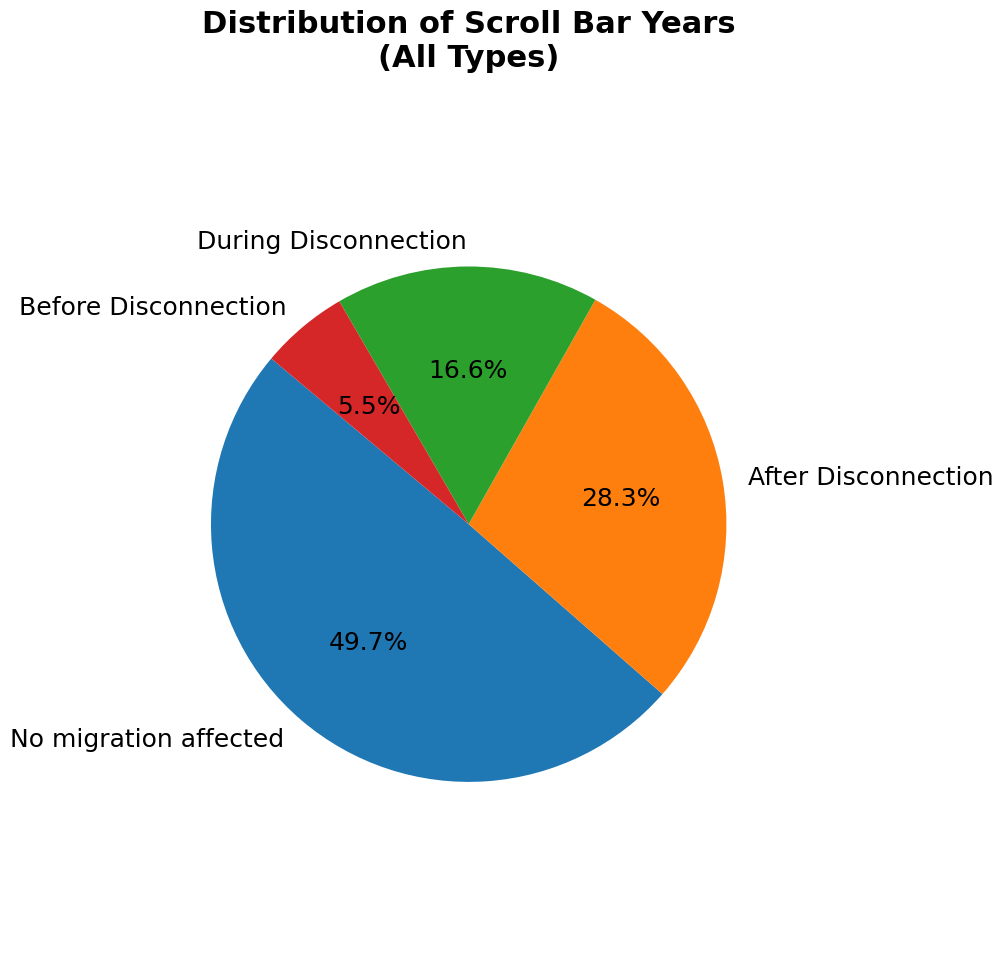 Distribution of Scroll Bar Years
(All Types)
During Disconnection
Before Disconnection
16.6%
5.5%
After Disconnection
28.3%
49.7%
No migration affected